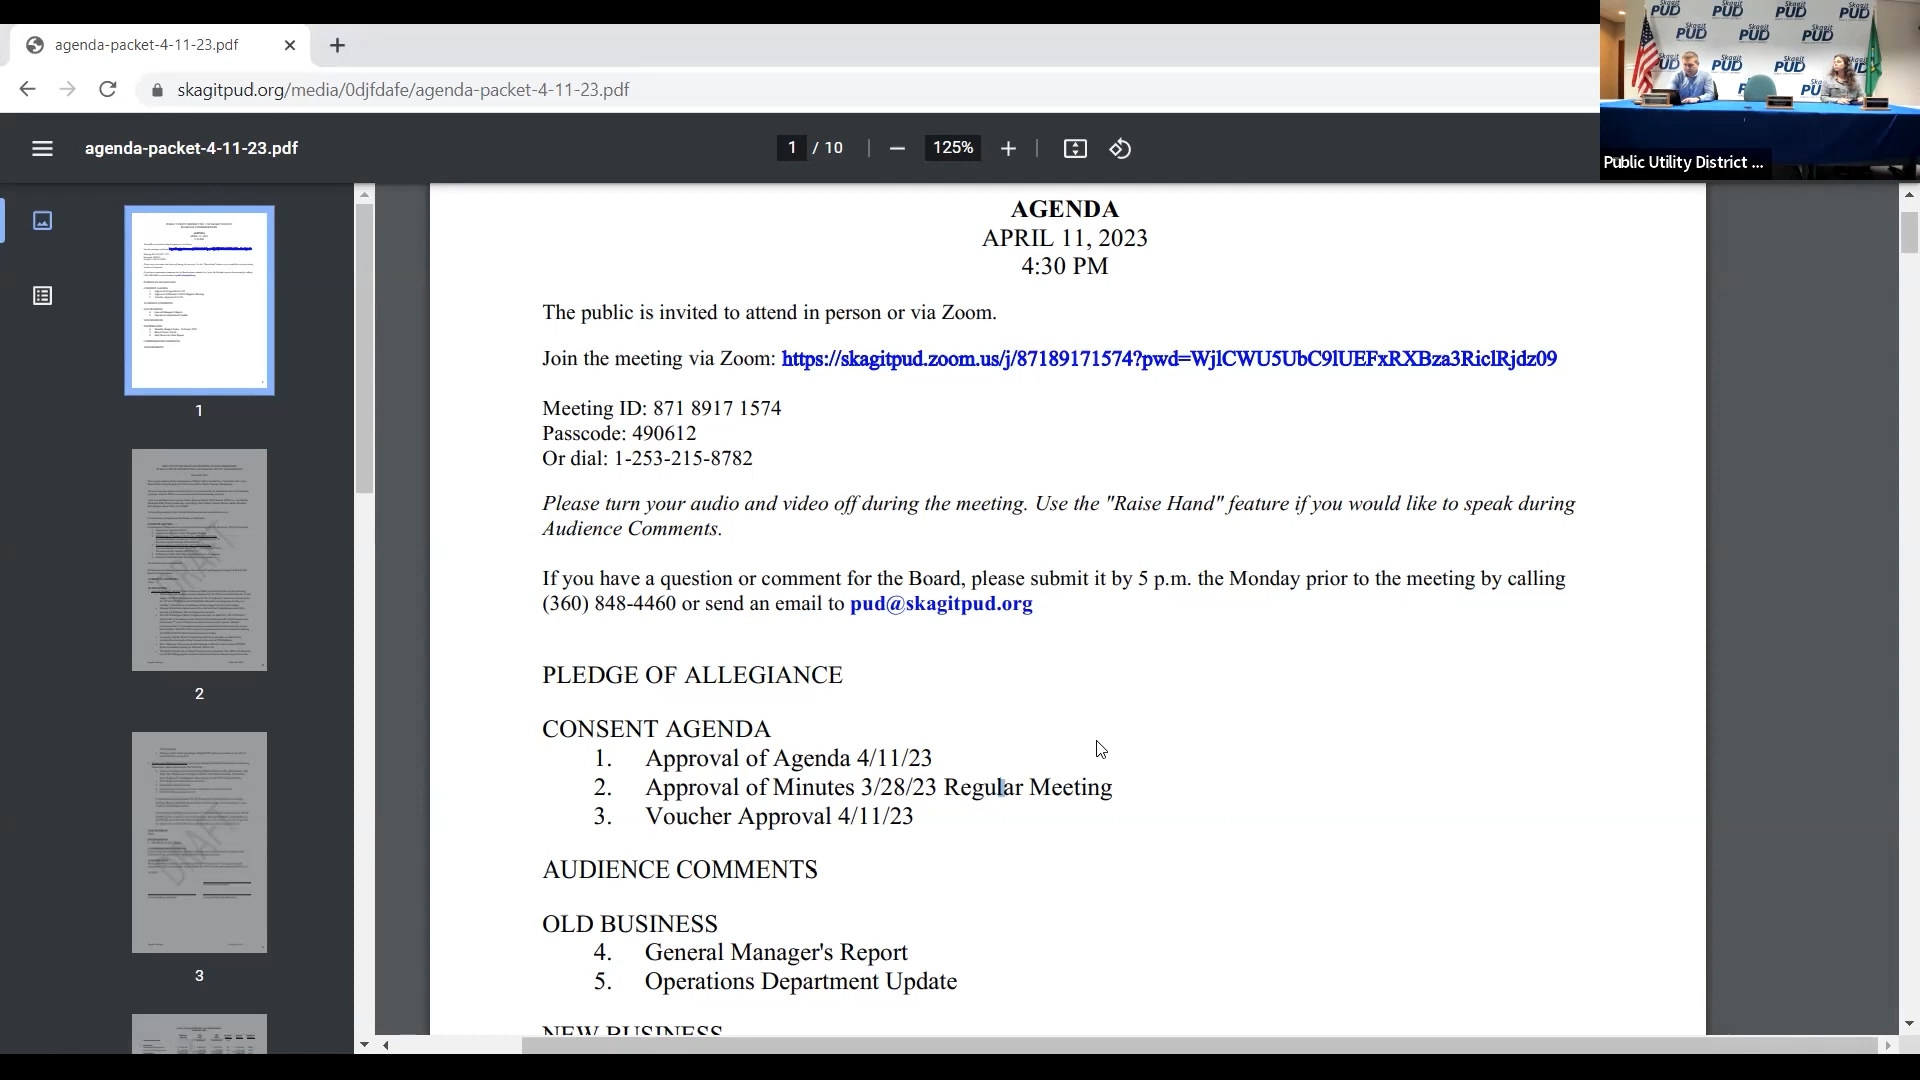 agenda-packet-4-11-23.pdf
skagitpud.org/media/0djfdafe/agenda-packet-4-11-23.pdf
agenda-packet-4-11-23.pdf
1 / 10
125%
Skagit PUD
Public Utility District ...
1
2
DRAFT
3
DRAFT
AGENDA
APRIL 11, 2023
4:30 PM
The public is invited to attend in person or via Zoom.
Join the meeting via Zoom: https://skagitpud.zoom.us/j/87189171574?pwd=WjlCWU5UbC9lUEFxRXBza3RiclRjdz09
Meeting ID: 871 8917 1574
Passcode: 490612
Or dial: 1-253-215-8782
Please turn your audio and video off during the meeting. Use the "Raise Hand" feature if you would like to speak during
Audience Comments.
If you have a question or comment for the Board, please submit it by 5 p.m. the Monday prior to the meeting by calling
(360) 848-4460 or send an email to pud@skagitpud.org
PLEDGE OF ALLEGIANCE
CONSENT AGENDA
1. Approval of Agenda 4/11/23
2. Approval of Minutes 3/28/23 Regular Meeting
3. Voucher Approval 4/11/23
AUDIENCE COMMENTS
OLD BUSINESS
4. General Manager's Report
5. Operations Department Update
NEW BUSINESS